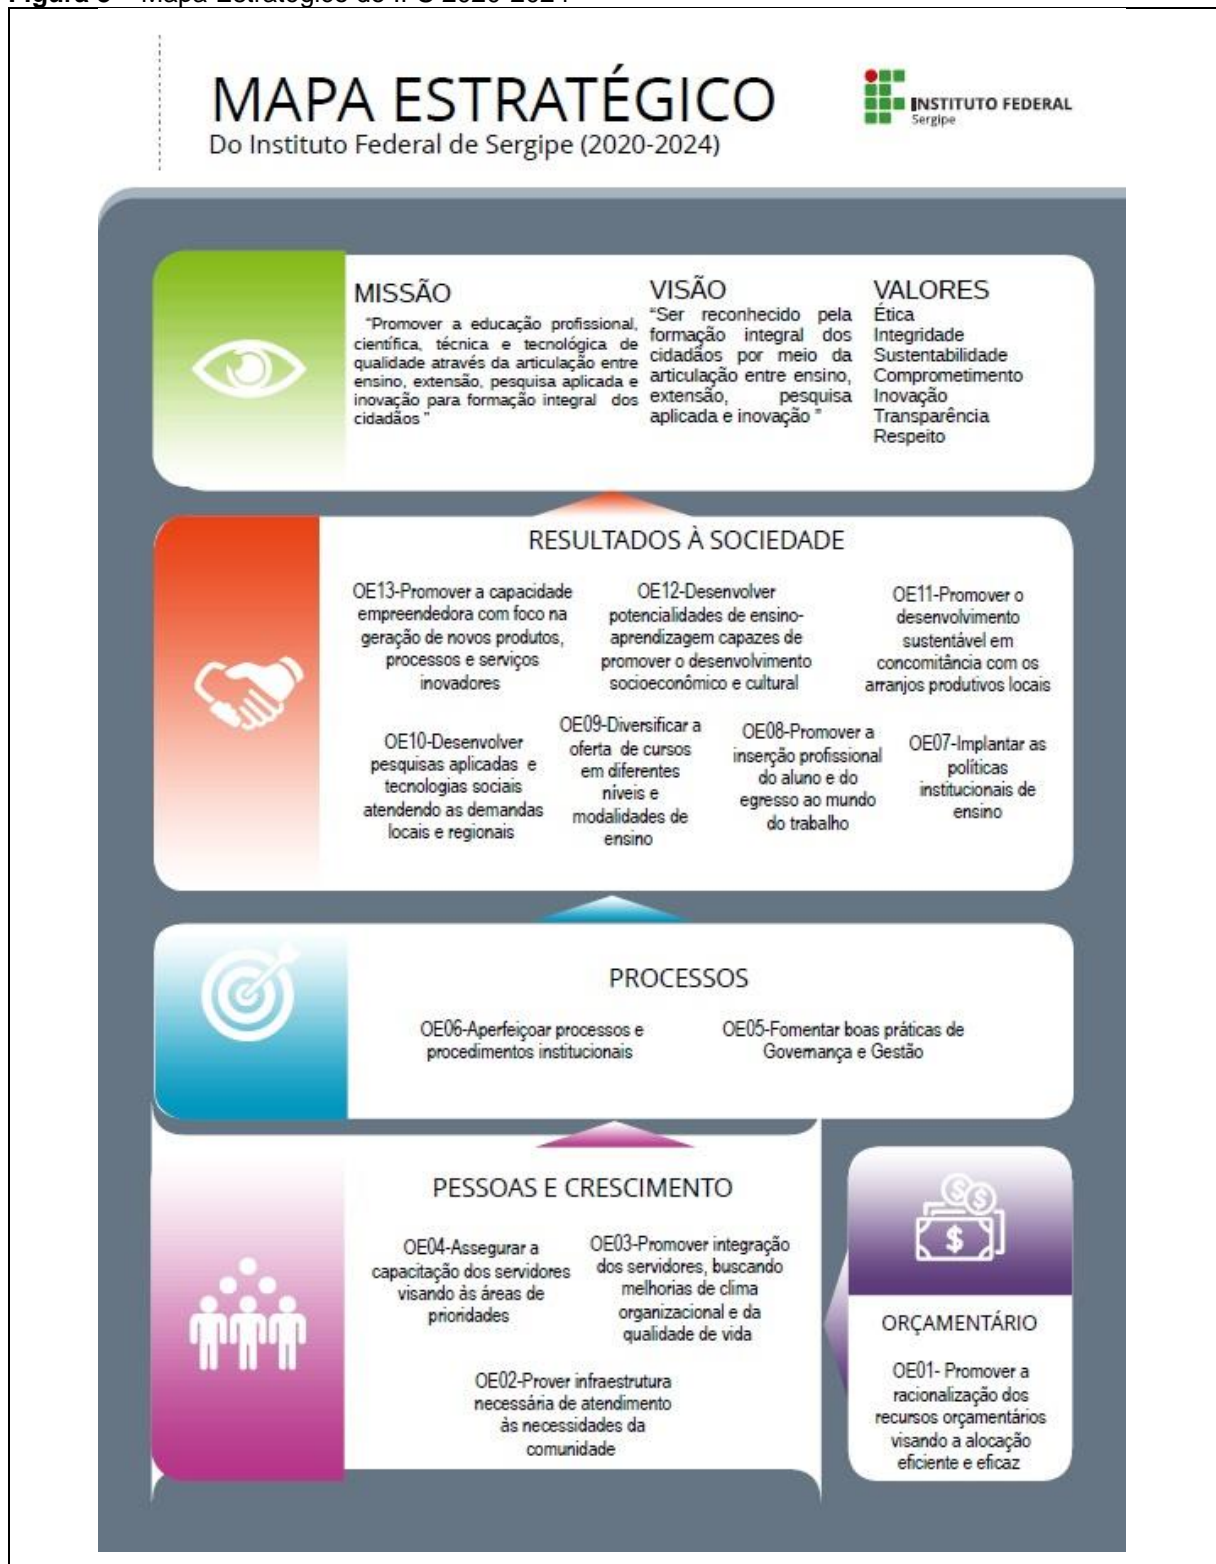 MAPA ESTRATÉGICO
Do Instituto Federal de Sergipe (2020-2024)
INSTITUTO FEDERAL
Sergipe
MISSÃO
"Promover a educação profissional,
científica, técnica e tecnológica de
qualidade através da articulação entre
ensino, extensão, pesquisa aplicada e
inovação para formação integral dos
cidadãos "
VISÃO
"Ser reconhecido pela
formação integral dos
cidadãos por meio da
articulação entre ensino,
extensão, pesquisa
aplicada e inovação "
VALORES
Ética
Integridade
Sustentabilidade
Comprometimento
Inovação
Transparência
Respeito
RESULTADOS À SOCIEDADE
OE13-Promover a capacidade
empreendedora com foco na
geração de novos produtos,
processos e serviços
inovadores
OE12-Desenvolver
potencialidades de ensino-
aprendizagem capazes de
promover o desenvolvimento
socioeconômico e cultural
OE11-Promover o
desenvolvimento
sustentável em
concomitância com os
arranjos produtivos locais
OE10-Desenvolver
pesquisas aplicadas e
tecnologias sociais
atendendo as demandas
locais e regionais
OE09-Diversificar a
oferta de cursos
em diferentes
níveis e
modalidades de
ensino
OE08-Promover a
inserção profissional
do aluno e do
egresso ao mundo
do trabalho
OE07-Implantar as
políticas
institucionais de
ensino
PROCESSOS
OE06-Aperfeiçoar processos e
procedimentos institucionais
OE05-Fomentar boas práticas de
Governança e Gestão
PESSOAS E CRESCIMENTO
OE04-Assegurar a
capacitação dos servidores
visando às áreas de
prioridades
OE03-Promover integração
dos servidores, buscando
melhorias de clima
organizacional e da
qualidade de vida
OE02-Prover infraestrutura
necessária de atendimento
às necessidades da
comunidade
ORÇAMENTÁRIO
OE01- Promover a
racionalização dos
recursos orçamentários
visando a alocação
eficiente e eficaz